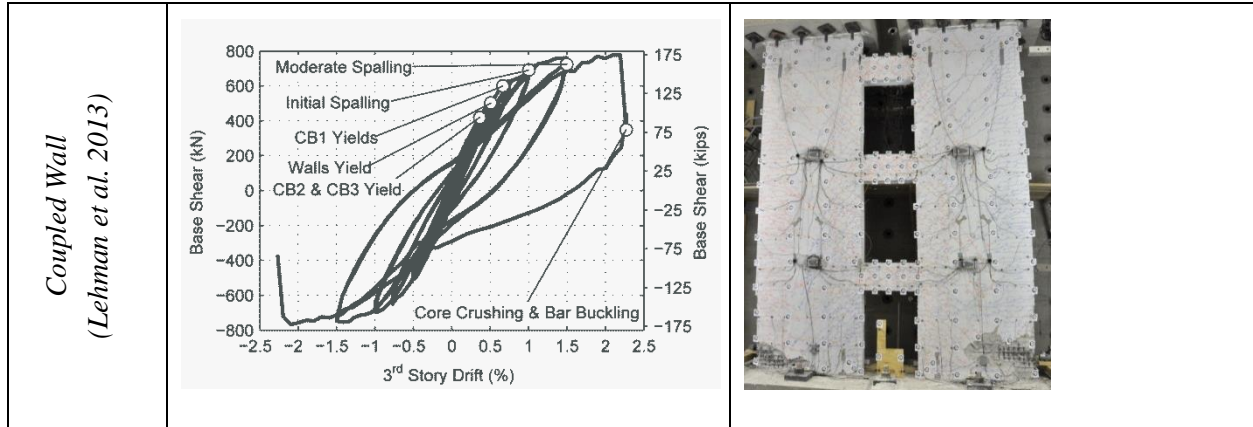 Coupled Wall
(Lehman et al. 2013)
800
600
400
200
0
−200
−400
−600
−800
Base Shear (kN)
Moderate Spalling
Initial Spalling
CB1 Yields
Walls Yield
CB2 & CB3 Yield
Core Crushing & Bar Buckling
175
125
75
25
−25
−75
−125
−175
Base Shear (kips)
−2.5 −2 −1.5 −1 −0.5 0 0.5 1 1.5 2 2.5
3rd Story Drift (%)